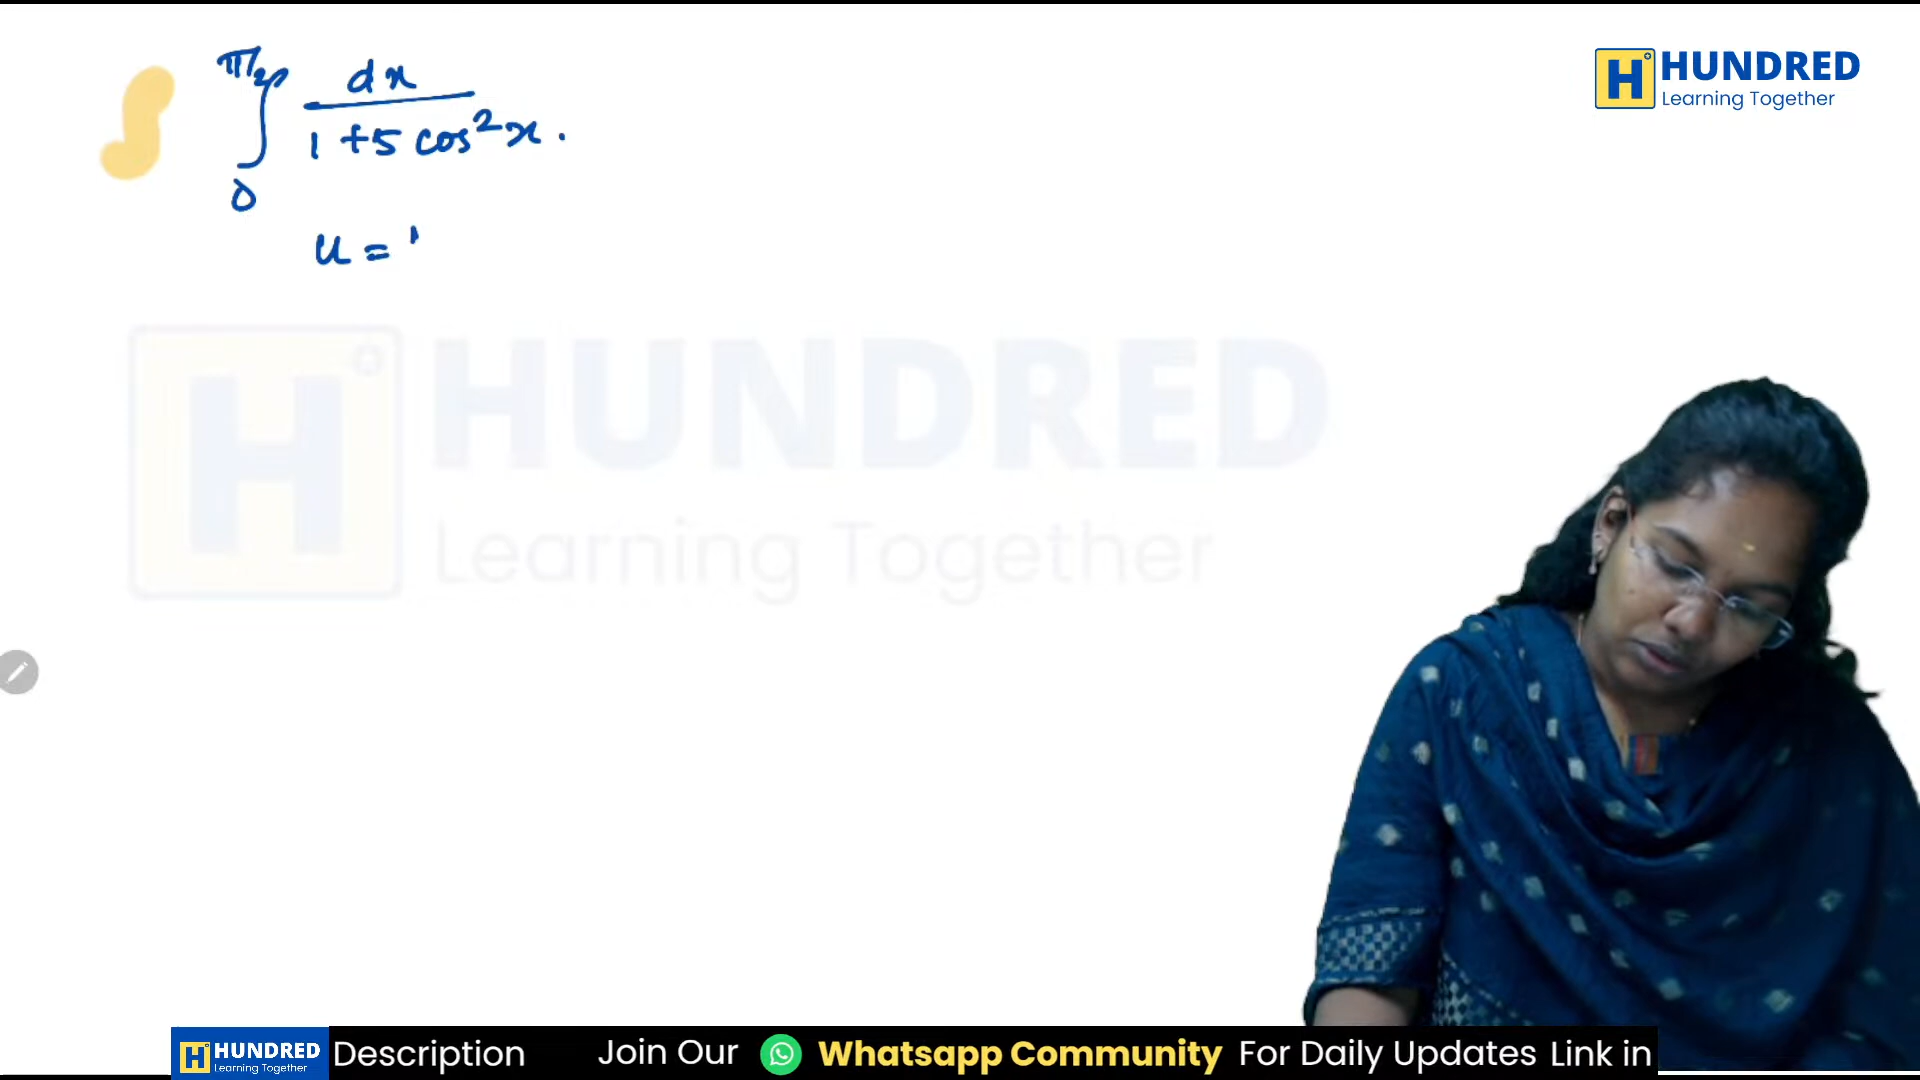 π/2
∫ dx / 1 + 5 cos² x .
0
u = '
HUNDRED
Learning Together
HUNDRED
Learning Together
HUNDRED
Learning Together
Description Join Our Whatsapp Community For Daily Updates Link in